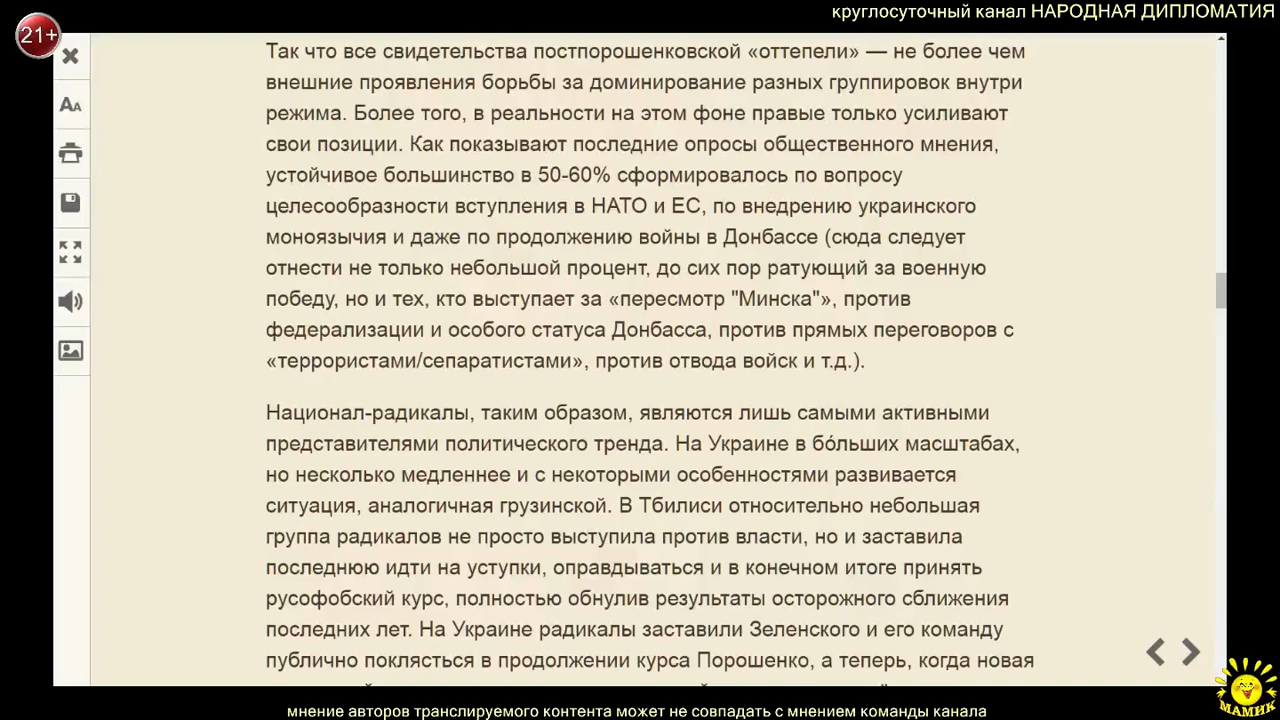 круглосуточный канал НАРОДНАЯ ДИПЛОМАТИЯ
21+
Так что все свидетельства постпорошенковской «оттепели» — не более чем
внешние проявления борьбы за доминирование разных группировок внутри
режима. Более того, в реальности на этом фоне правые только усиливают
свои позиции. Как показывают последние опросы общественного мнения,
устойчивое большинство в 50-60% сформировалось по вопросу
целесообразности вступления в НАТО и ЕС, по внедрению украинского
моноязычия и даже по продолжению войны в Донбассе (сюда следует
отнести не только небольшой процент, до сих пор ратующий за военную
победу, но и тех, кто выступает за «пересмотр "Минска"», против
федерализации и особого статуса Донбасса, против прямых переговоров с
«террористами/сепаратистами», против отвода войск и т.д.).
Национал-радикалы, таким образом, являются лишь самыми активными
представителями политического тренда. На Украине в бо́льших масштабах,
но несколько медленнее и с некоторыми особенностями развивается
ситуация, аналогичная грузинской. В Тбилиси относительно небольшая
группа радикалов не просто выступила против власти, но и заставила
последнюю идти на уступки, оправдываться и в конечном итоге принять
русофобский курс, полностью обнулив результаты осторожного сближения
последних лет. На Украине радикалы заставили Зеленского и его команду
публично поклясться в продолжении курса Порошенко, а теперь, когда новая
МАМИК
мнение авторов транслируемого контента может не совпадать с мнением команды канала